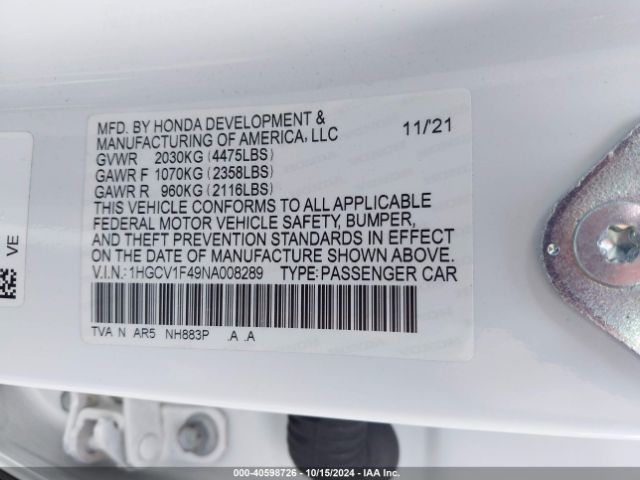 MFD. BY HONDA DEVELOPMENT &
MANUFACTURING OF AMERICA, LLC 11/'21
GVWR 2030KG (4475LBS)
GAWR F 1070KG (2358LBS)
GAWR R 960KG (2116LBS)
THIS VEHICLE CONFORMS TO ALL APPLICABLE
FEDERAL MOTOR VEHICLE SAFETY, BUMPER,
AND THEFT PREVENTION STANDARDS IN EFFECT
ON THE DATE OF MANUFACTURE SHOWN ABOVE.
V.I.N.: 1HGCV1F49NA008289 TYPE: PASSENGER CAR
TVA N AR5 NH883P .A .A
VE
000-40598726 - 10/15/2024 - IAA Inc.